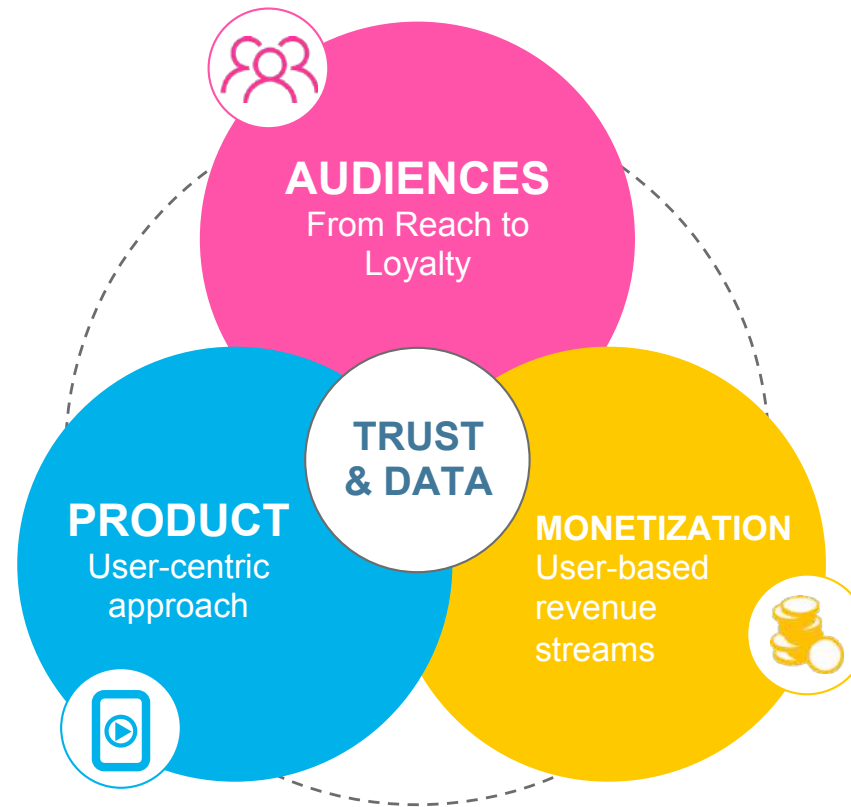 AUDIENCES
From Reach to
Loyalty
TRUST
& DATA
PRODUCT
User-centric
approach
MONETIZATION
User-based
revenue
streams